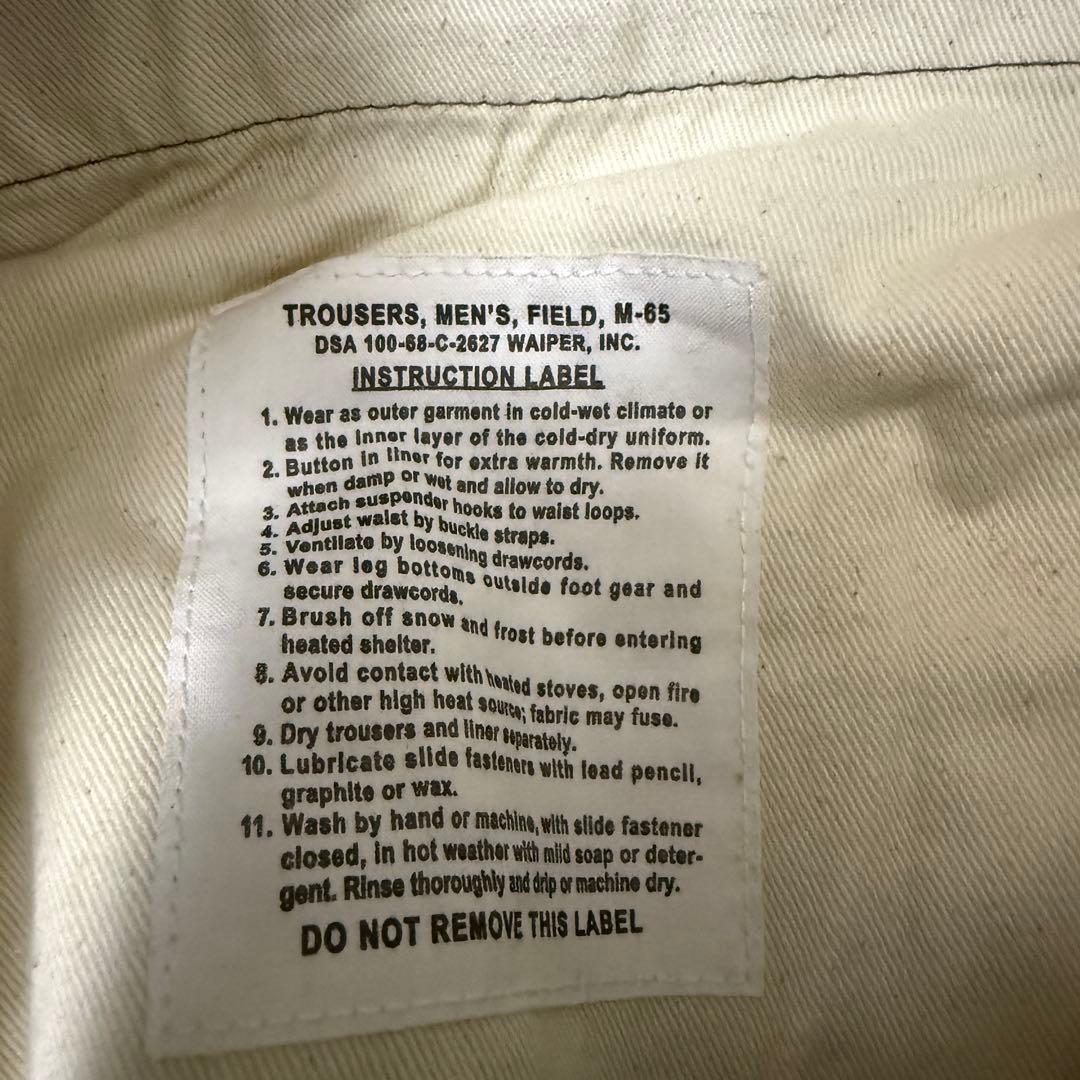 TROUSERS, MEN'S, FIELD, M-65
DSA 100-68-C-2627 WAIPER, INC.
INSTRUCTION LABEL
1. Wear as outer garment in cold-wet climate or
as the inner layer of the cold-dry uniform.
2. Button in liner for extra warmth. Remove it
when damp or wet and allow to dry.
3. Attach suspender hooks to waist loops.
4. Adjust waist by buckle straps.
5. Ventilate by loosening drawcords.
6. Wear leg bottoms outside foot gear and
secure drawcords.
7. Brush off snow and frost before entering
heated shelter.
8. Avoid contact with heated stoves, open fire
or other high heat source; fabric may fuse.
9. Dry trousers and liner separately.
10. Lubricate slide fasteners with lead pencil,
graphite or wax.
11. Wash by hand or machine, with slide fastener
closed, in hot weather with mild soap or deter-
gent. Rinse thoroughly and drip or machine dry.
DO NOT REMOVE THIS LABEL